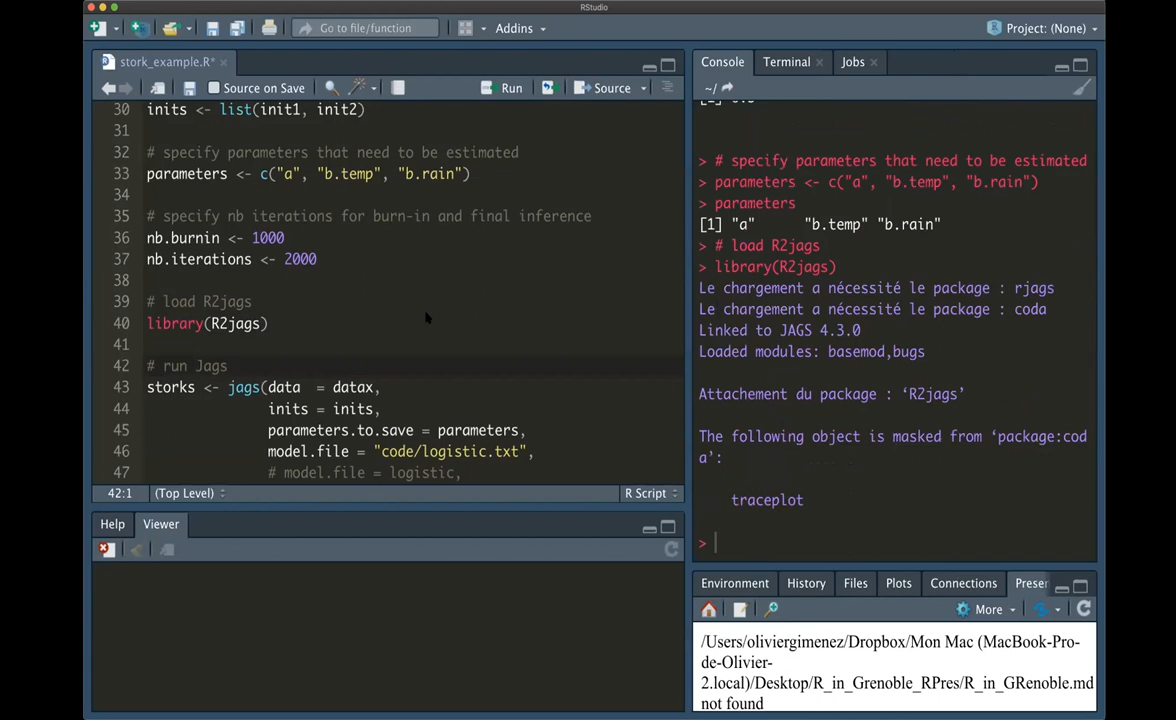 RStudio
Go to file/function
Addins
Project: (None)
stork_example.R*
Source on Save
Run
Source
30 inits <- list(init1, init2)
31
32 # specify parameters that need to be estimated
33 parameters <- c("a", "b.temp", "b.rain")
34
35 # specify nb iterations for burn-in and final inference
36 nb.burnin <- 1000
37 nb.iterations <- 2000
38
39 # load R2jags
40 library(R2jags)
41
42 # run Jags
43 storks <- jags(data  = datax,
44 inits = inits,
45 parameters.to.save = parameters,
46 model.file = "code/logistic.txt",
47 # model.file = logistic,
42:1 (Top Level) R Script
Help Viewer
Console Terminal Jobs
~/
> # specify parameters that need to be estimated
> parameters <- c("a", "b.temp", "b.rain")
> parameters
[1] "a"      "b.temp" "b.rain"
> # load R2jags
> library(R2jags)
Le chargement a nécessité le package : rjags
Le chargement a nécessité le package : coda
Linked to JAGS 4.3.0
Loaded modules: basemod,bugs
Attachement du package : ‘R2jags’
The following object is masked from ‘package:cod
a’:
traceplot
>
Environment History Files Plots Connections Presen
More
/Users/oliviergimenez/Dropbox/Mon Mac (MacBook-Pro-
de-Olivier-
2.local)/Desktop/R_in_Grenoble_RPres/R_in_GRenoble.md
not found